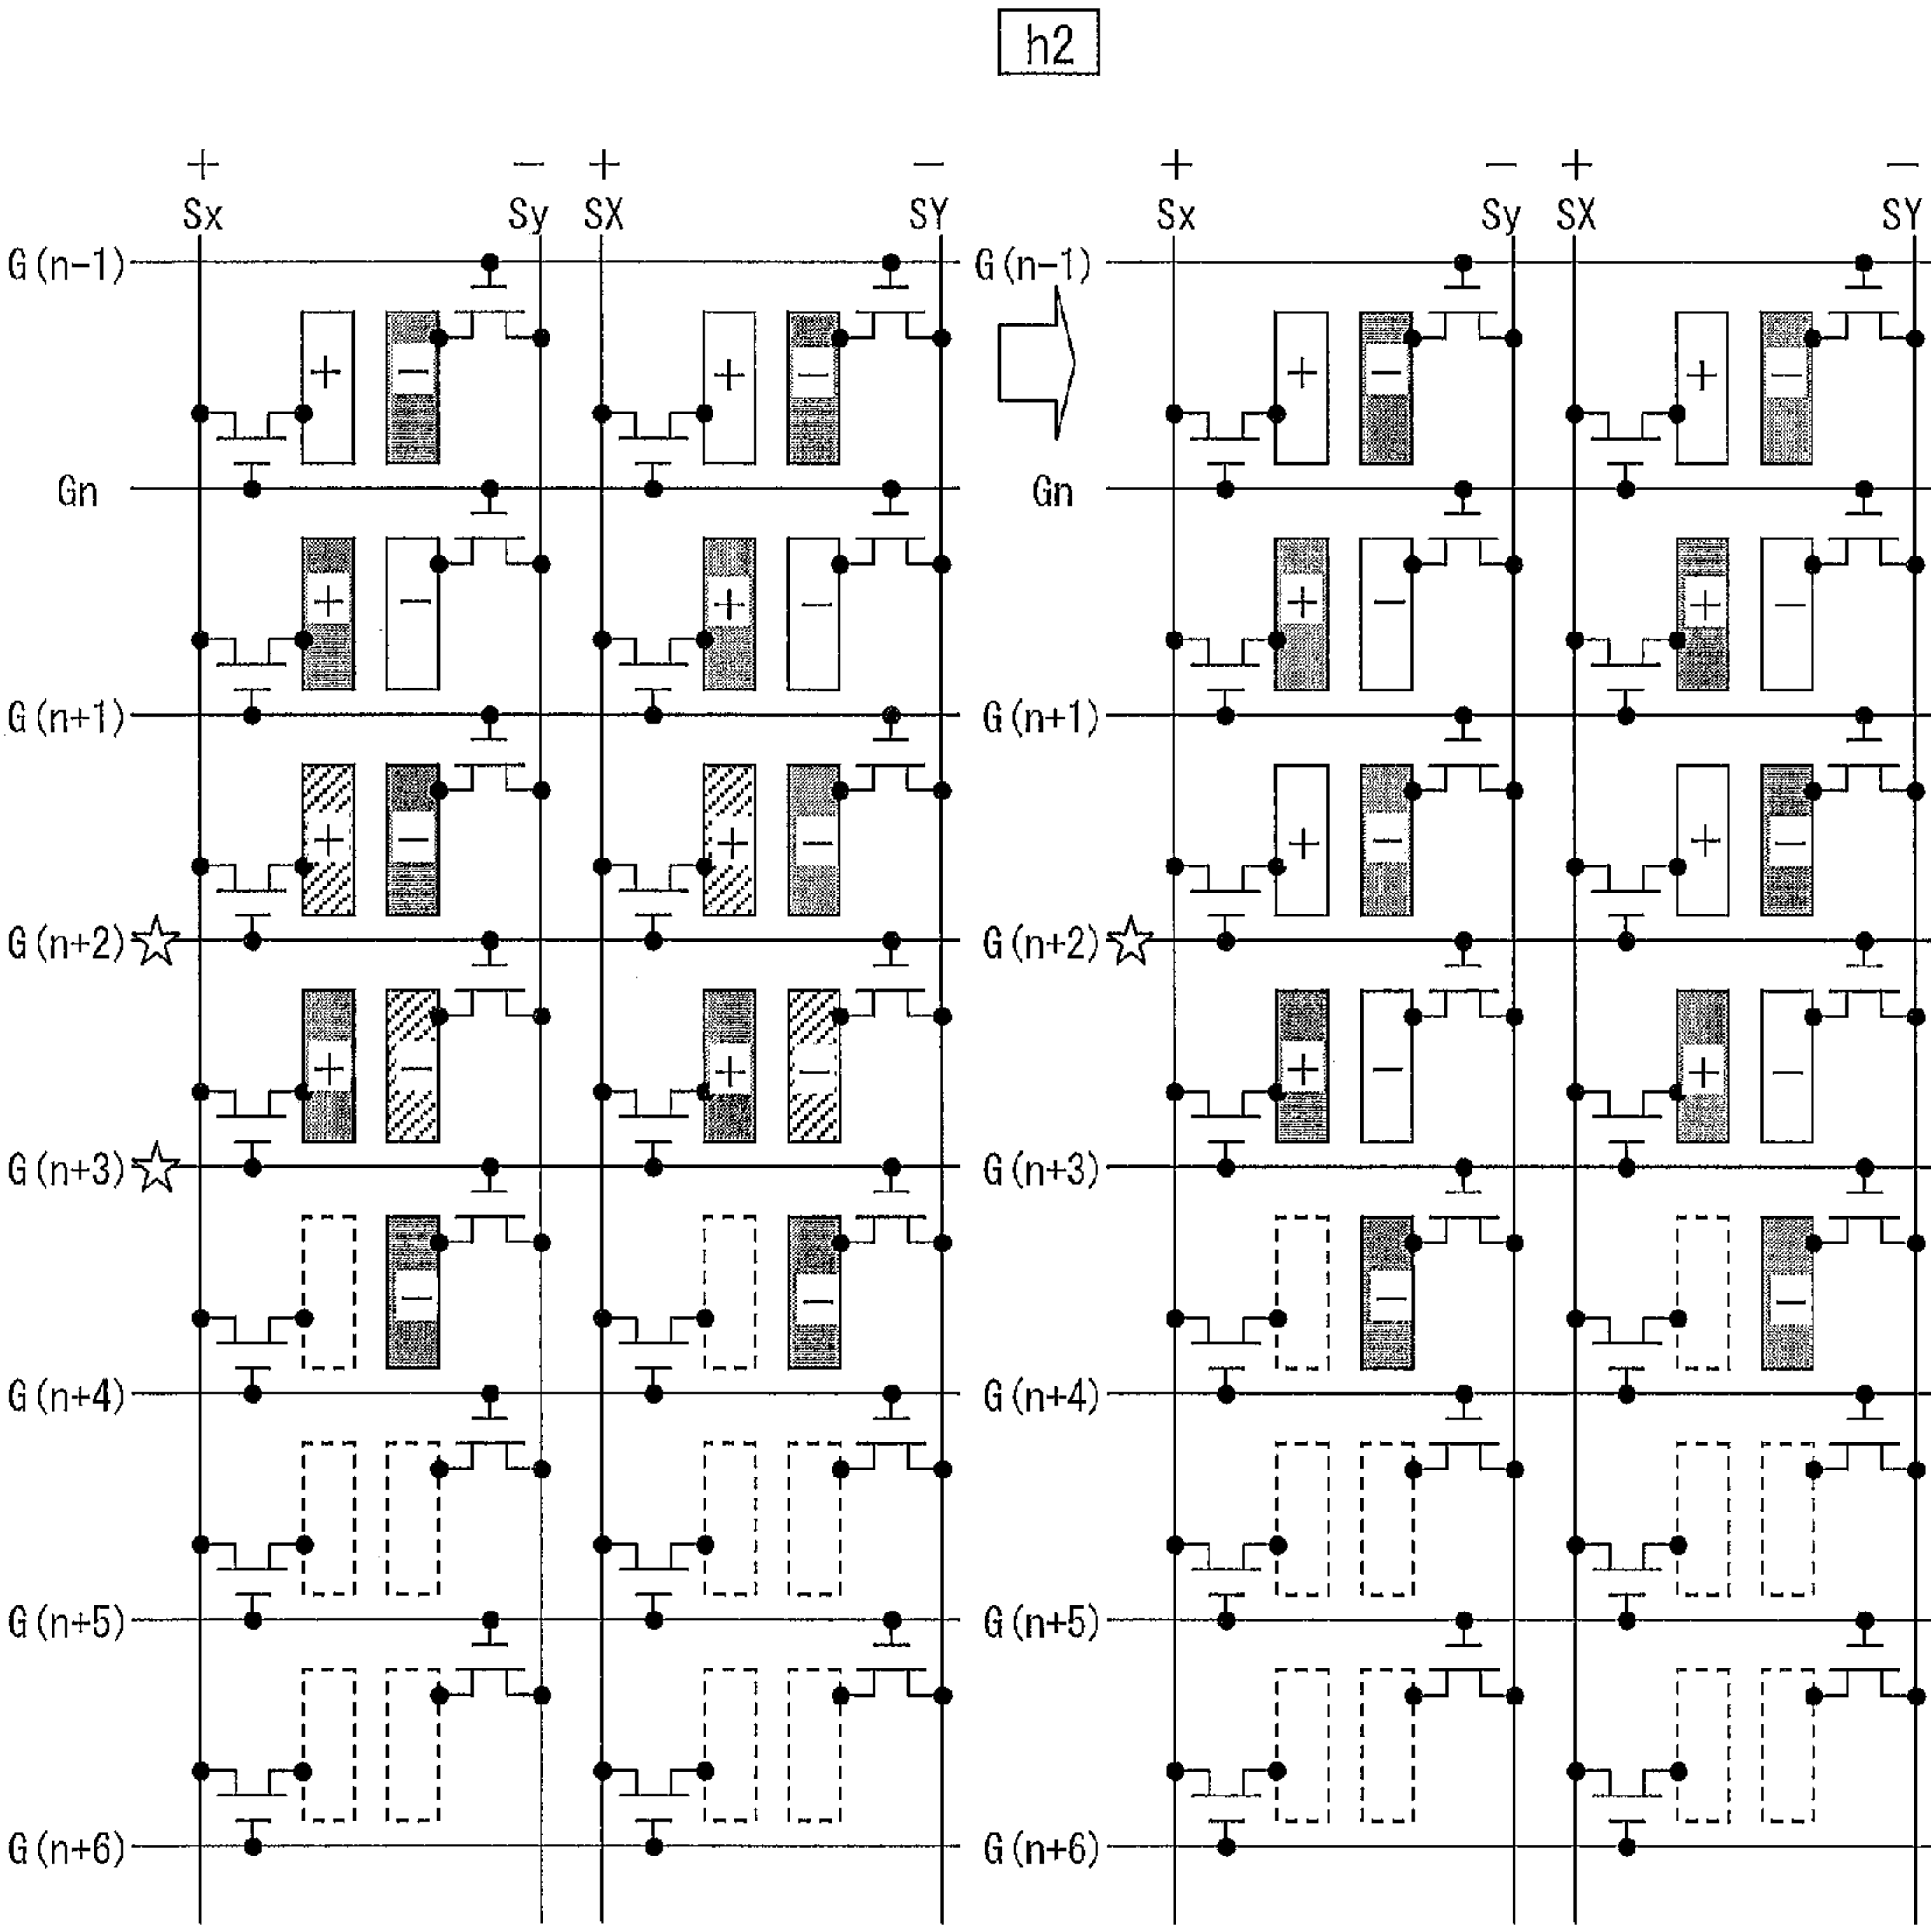 h2
+ − + − + − + −
Sx Sy SX SY Sx Sy SX SY
G(n-1) G(n-1)
+ − + − + − + −
Gn Gn
+ − + − + − + −
G(n+1) G(n+1)
+ − + − + − + −
G(n+2)☆ G(n+2)☆
+ − + − + − + −
G(n+3)☆ G(n+3)
− − − −
G(n+4) G(n+4)
G(n+5) G(n+5)
G(n+6) G(n+6)